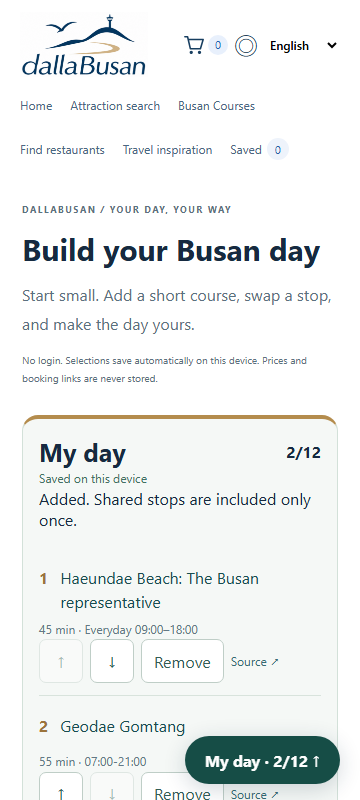 dallaBusan
0
English
Home Attraction search Busan Courses
Find restaurants Travel inspiration Saved 0
DALLABUSAN / YOUR DAY, YOUR WAY
Build your Busan day
Start small. Add a short course, swap a stop,
and make the day yours.
No login. Selections save automatically on this device. Prices and
booking links are never stored.
My day 2/12
Saved on this device
Added. Shared stops are included only
once.
1 Haeundae Beach: The Busan
representative
45 min · Everyday 09:00–18:00
↑ ↓ Remove Source ↗
2 Geodae Gomtang
55 min · 07:00-21:00
My day · 2/12 ↑
↑ ↓ Remove Source ↗